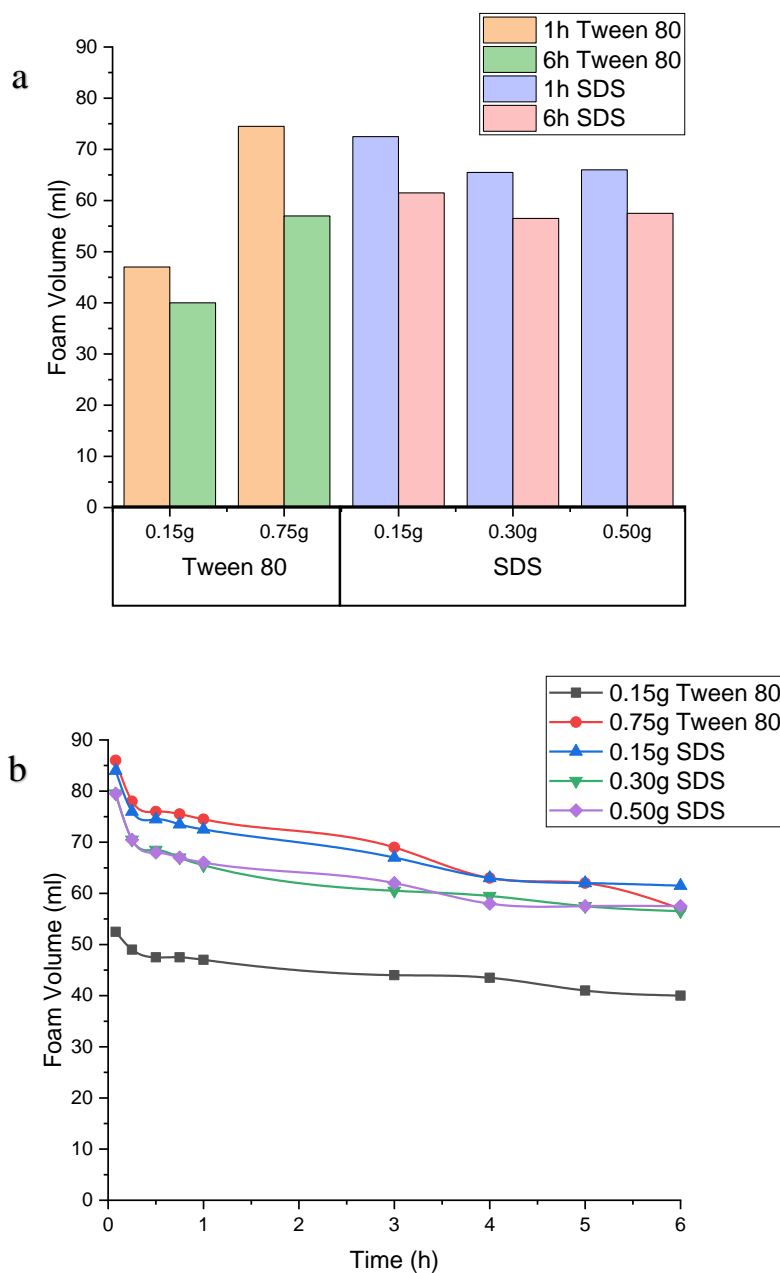 a
1h Tween 80
6h Tween 80
1h SDS
6h SDS
90
80
70
60
50
40
30
20
10
0
Foam Volume (ml)
0.15g 0.75g 0.15g 0.30g 0.50g
Tween 80 SDS
b
0.15g Tween 80
0.75g Tween 80
0.15g SDS
0.30g SDS
0.50g SDS
90
80
70
60
50
40
30
20
10
0
Foam Volume (ml)
0 1 2 3 4 5 6
Time (h)